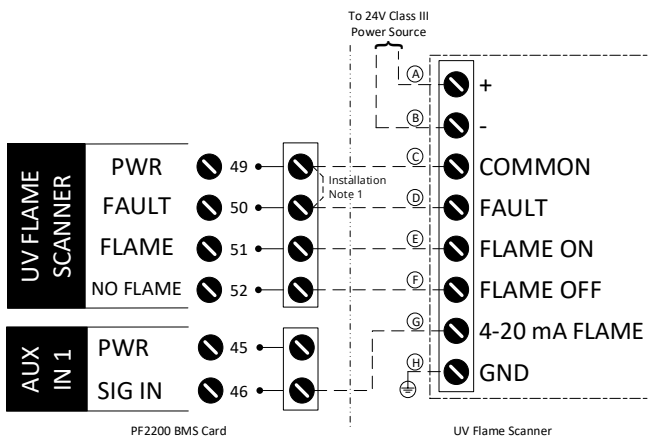 To 24V Class III
Power Source
UV FLAME
SCANNER
PWR 49
FAULT 50
FLAME 51
NO FLAME 52
AUX
IN 1
PWR 45
SIG IN 46
Installation
Note 1
A +
B -
C COMMON
D FAULT
E FLAME ON
F FLAME OFF
G 4-20 mA FLAME
H GND
PF2200 BMS Card
UV Flame Scanner